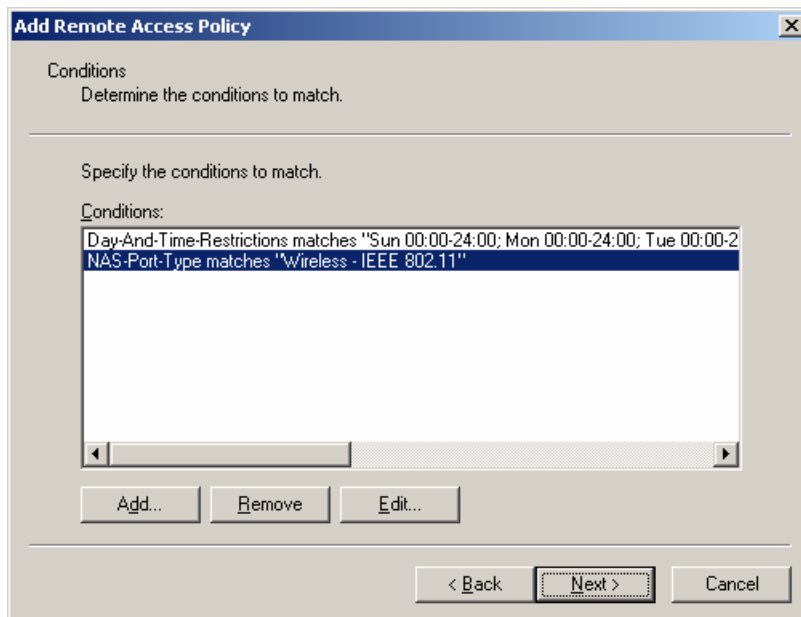 Add Remote Access Policy
Conditions
Determine the conditions to match.
Specify the conditions to match.
Conditions:
Day-And-Time-Restrictions matches "Sun 00:00-24:00; Mon 00:00-24:00; Tue 00:00-2
NAS-Port-Type matches "Wireless - IEEE 802.11"
Add... Remove Edit...
< Back Next > Cancel